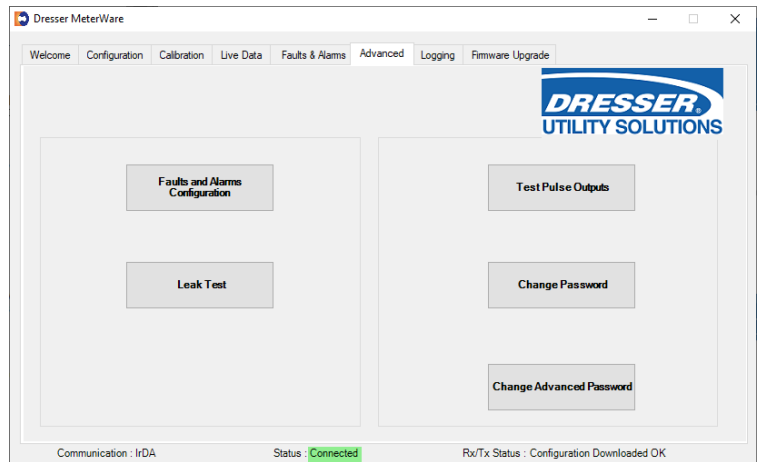 Dresser MeterWare
Welcome Configuration Calibration Live Data Faults & Alarms Advanced Logging Firmware Upgrade
DRESSER®
UTILITY SOLUTIONS
Faults and Alarms
Configuration
Test Pulse Outputs
Leak Test
Change Password
Change Advanced Password
Communication : IrDA Status : Connected Rx/Tx Status : Configuration Downloaded OK